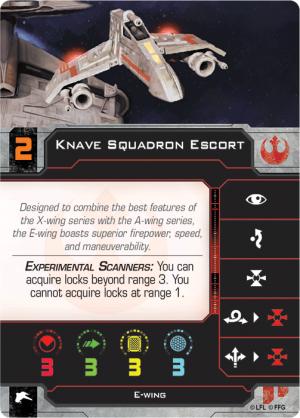 2
KNAVE SQUADRON ESCORT
Designed to combine the best features of
the X-wing series with the A-wing series,
the E-wing boasts superior firepower, speed,
and maneuverability.
EXPERIMENTAL SCANNERS: You can
acquire locks beyond range 3. You
cannot acquire locks at range 1.
3 3 3 3
E-WING
©LFL ©FFG